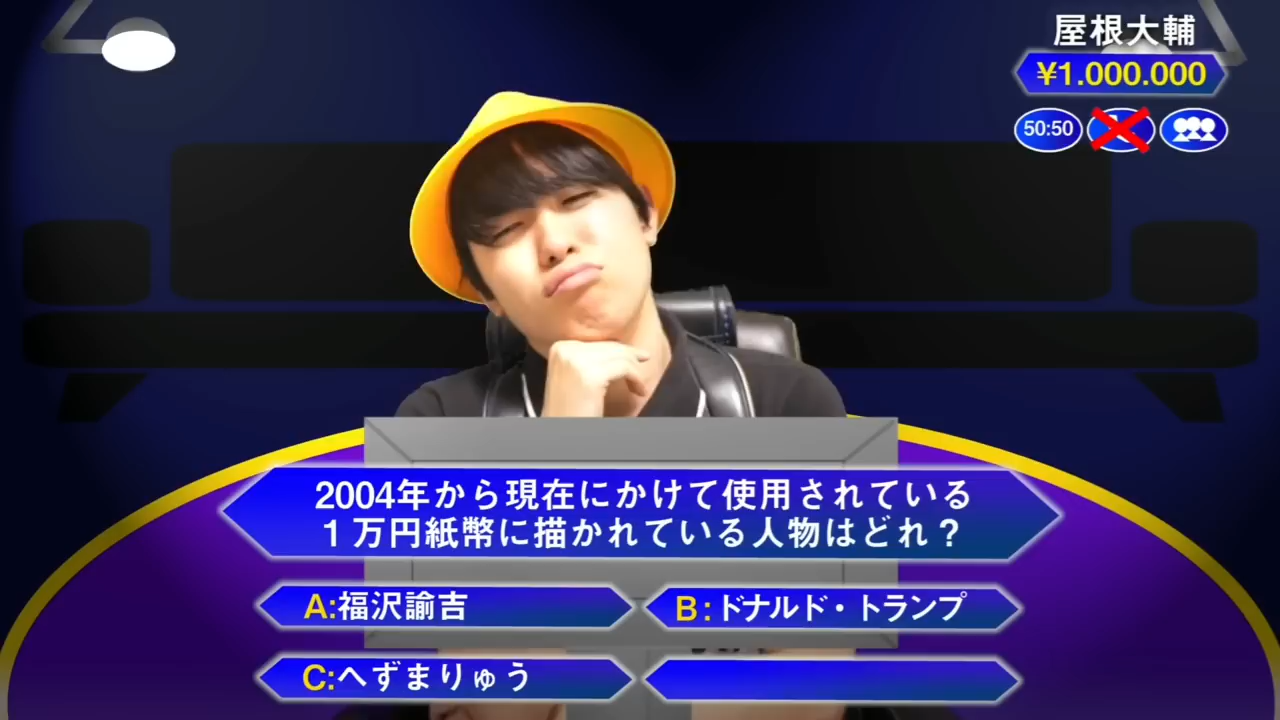 屋根大輔
¥1.000.000
50:50
2004年から現在にかけて使用されている
1万円紙幣に描かれている人物はどれ？
A:福沢諭吉
B:ドナルド・トランプ
C:へずまりゅう